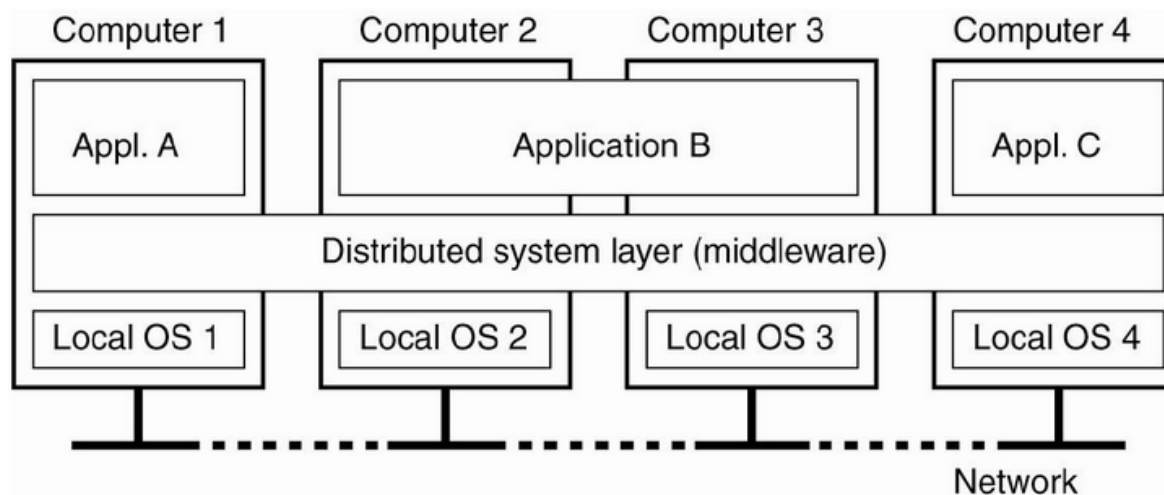 Computer 1
Computer 2
Computer 3
Computer 4
Appl. A
Application B
Appl. C
Distributed system layer (middleware)
Local OS 1
Local OS 2
Local OS 3
Local OS 4
Network